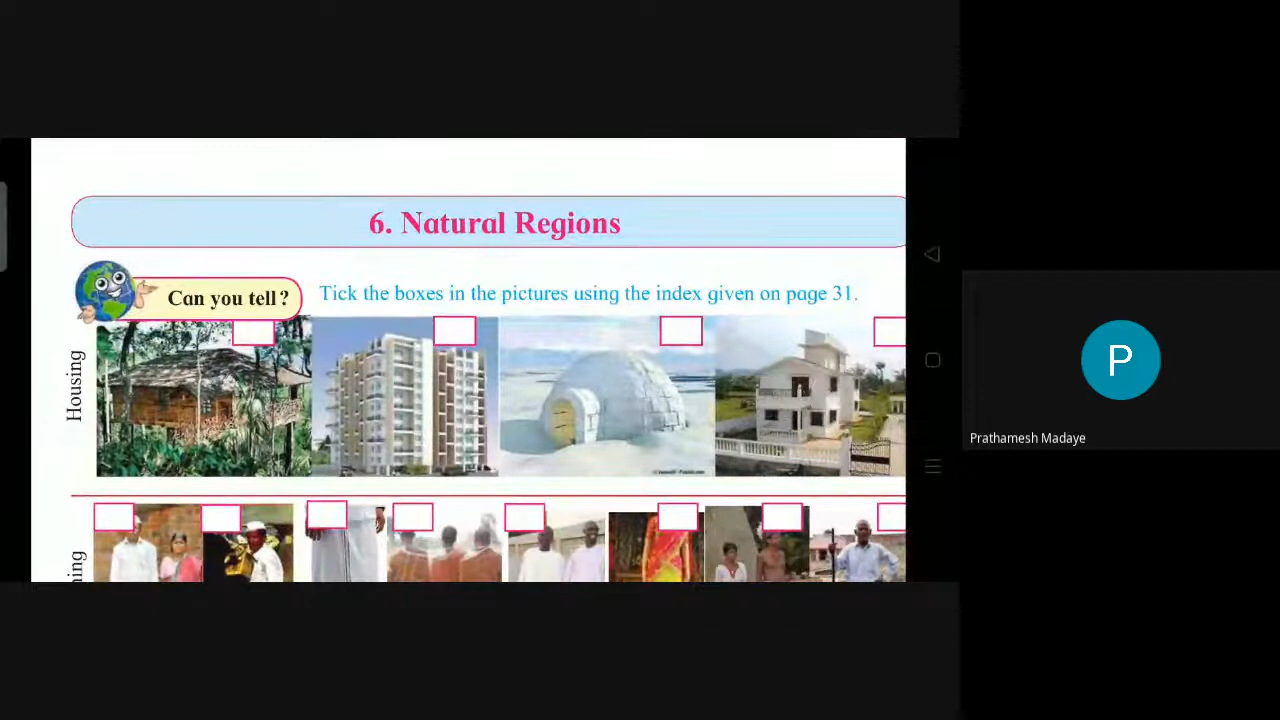 6. Natural Regions
Can you tell?
Tick the boxes in the pictures using the index given on page 31.
Housing
P
Prathamesh Madaye